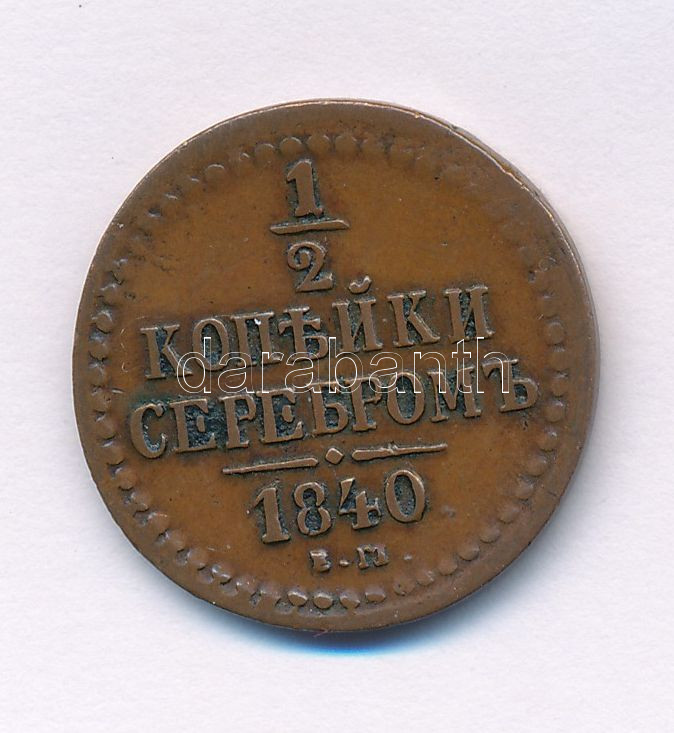 1
2
КОПѢЙКИ
darabanth
СЕРЕБРОМЪ
1840
Е.М.